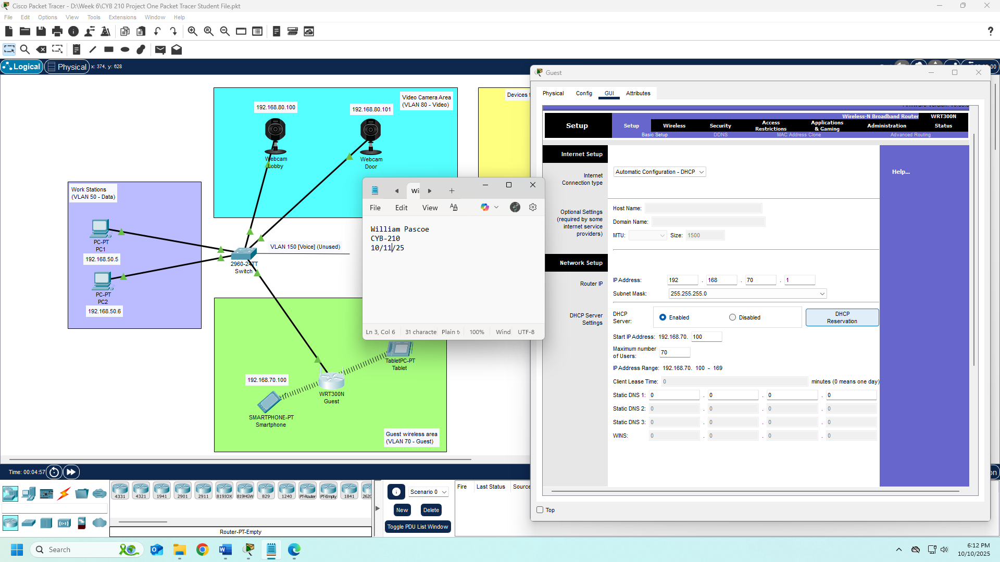 Cisco Packet Tracer - D:\Week 6\CYB 210 Project One Packet Tracer Student File.pkt
File Edit Options View Tools Extensions Window Help
Logical Physical x: 374, y: 628
Video Camera Area
(VLAN 80 - Video)
192.168.80.100
192.168.80.101
Webcam
Lobby
Webcam
Door
Devices
Work Stations
(VLAN 50 - Data)
PC-PT
PC1
192.168.50.5
PC-PT
PC2
192.168.50.6
VLAN 150 [Voice] (Unused)
2960-24TT
Switch
192.168.70.100
SMARTPHONE-PT
Smartphone
WRT300N
Guest
TabletPC-PT
Tablet
Guest wireless area
(VLAN 70 - Guest)
File Edit View
William Pascoe
CYB-210
10/11/25
Ln 3, Col 6 31 characte Plain t 100% Wind UTF-8
Guest
Physical Config GUI Attributes
Wireless-N Broadband Router WRT300N
Setup
Setup Wireless Security Access Restrictions Applications & Gaming Administration Status
Basic Setup DDNS MAC Address Clone Advanced Routing
Internet Setup
Internet
Connection type
Automatic Configuration - DHCP
Help...
Optional Settings
(required by some
internet service
providers)
Host Name:
Domain Name:
MTU: Size: 1500
Network Setup
Router IP
IP Address: 192 . 168 . 70 . 1
Subnet Mask: 255.255.255.0
DHCP Server
Settings
DHCP
Server:
Enabled Disabled
DHCP
Reservation
Start IP Address: 192.168.70. 100
Maximum number
of Users: 70
IP Address Range: 192.168.70. 100 - 169
Client Lease Time: 0 minutes (0 means one day)
Static DNS 1: 0 . 0 . 0 . 0
Static DNS 2: 0 . 0 . 0 . 0
Static DNS 3: 0 . 0 . 0 . 0
WINS: 0 . 0 . 0 . 0
Top
Time: 00:04:57
4331 4321 1941 2901 2911 819IOX 819HGW 829 1240 PT-Router PT-Empty 1841 2620
Router-PT-Empty
Scenario 0
New Delete
Toggle PDU List Window
Fire Last Status Source
Search
6:12 PM
10/10/2025